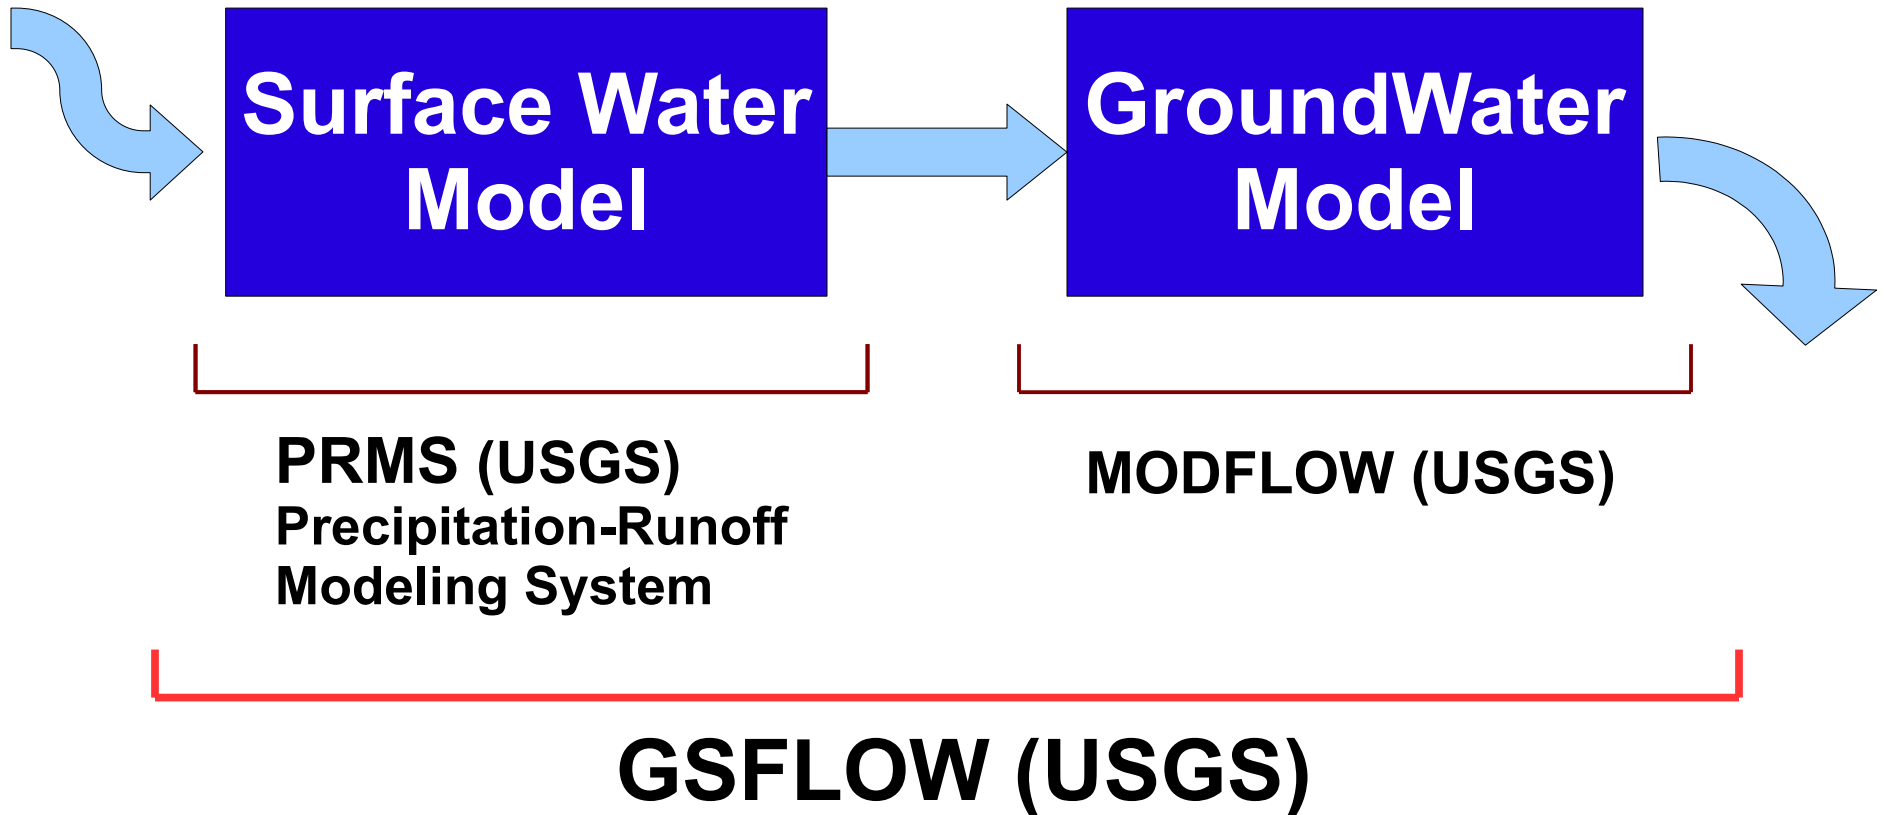 Surface Water
Model
GroundWater
Model
PRMS (USGS)
Precipitation-Runoff
Modeling System
MODFLOW (USGS)
GSFLOW (USGS)